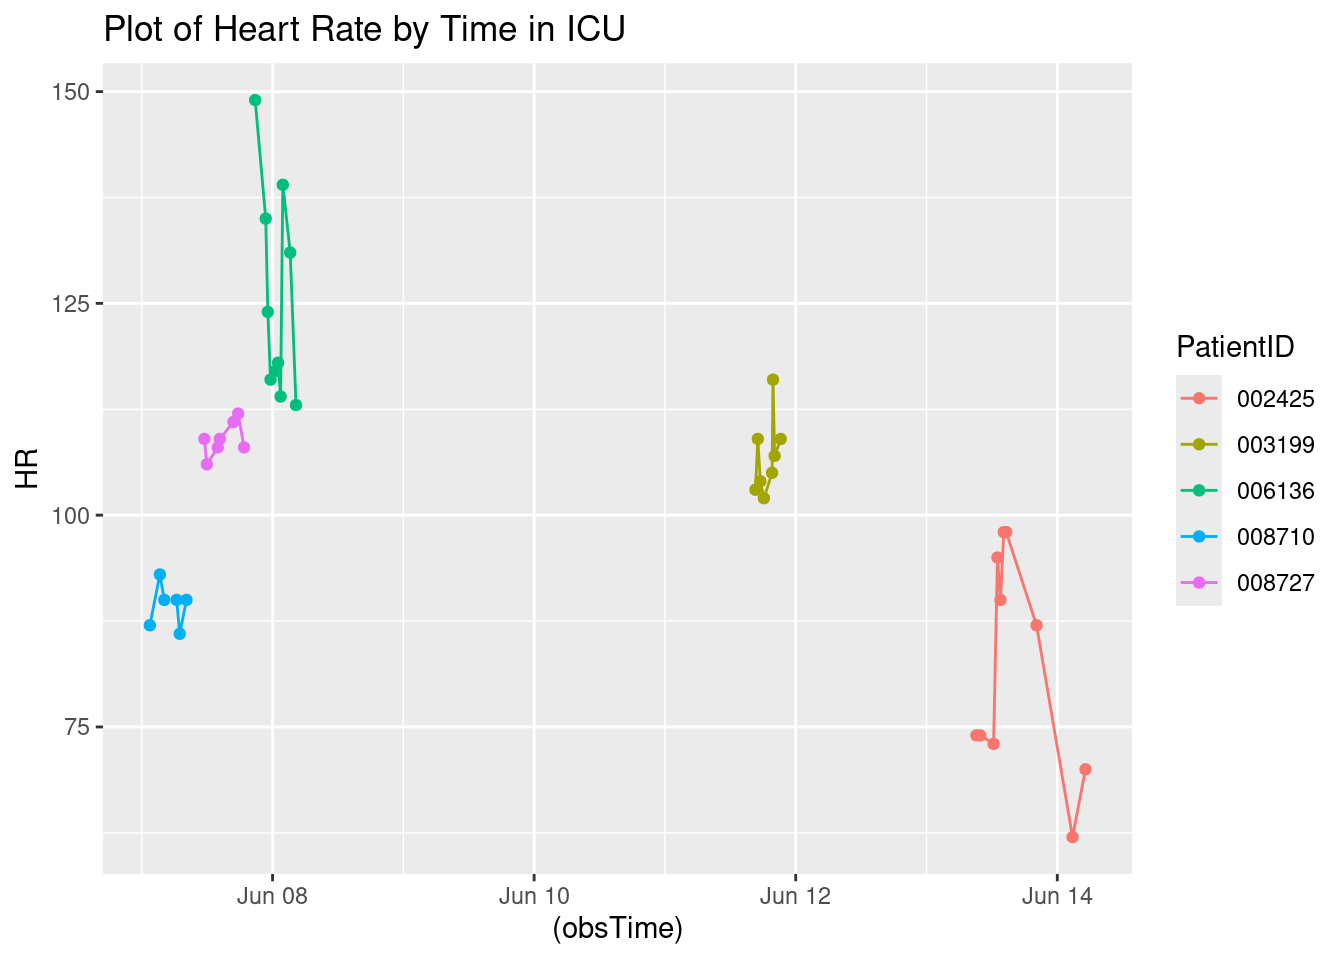 Plot of Heart Rate by Time in ICU
150
125
100
75
HR
Jun 08
Jun 10
Jun 12
Jun 14
(obsTime)
PatientID
002425
003199
006136
008710
008727